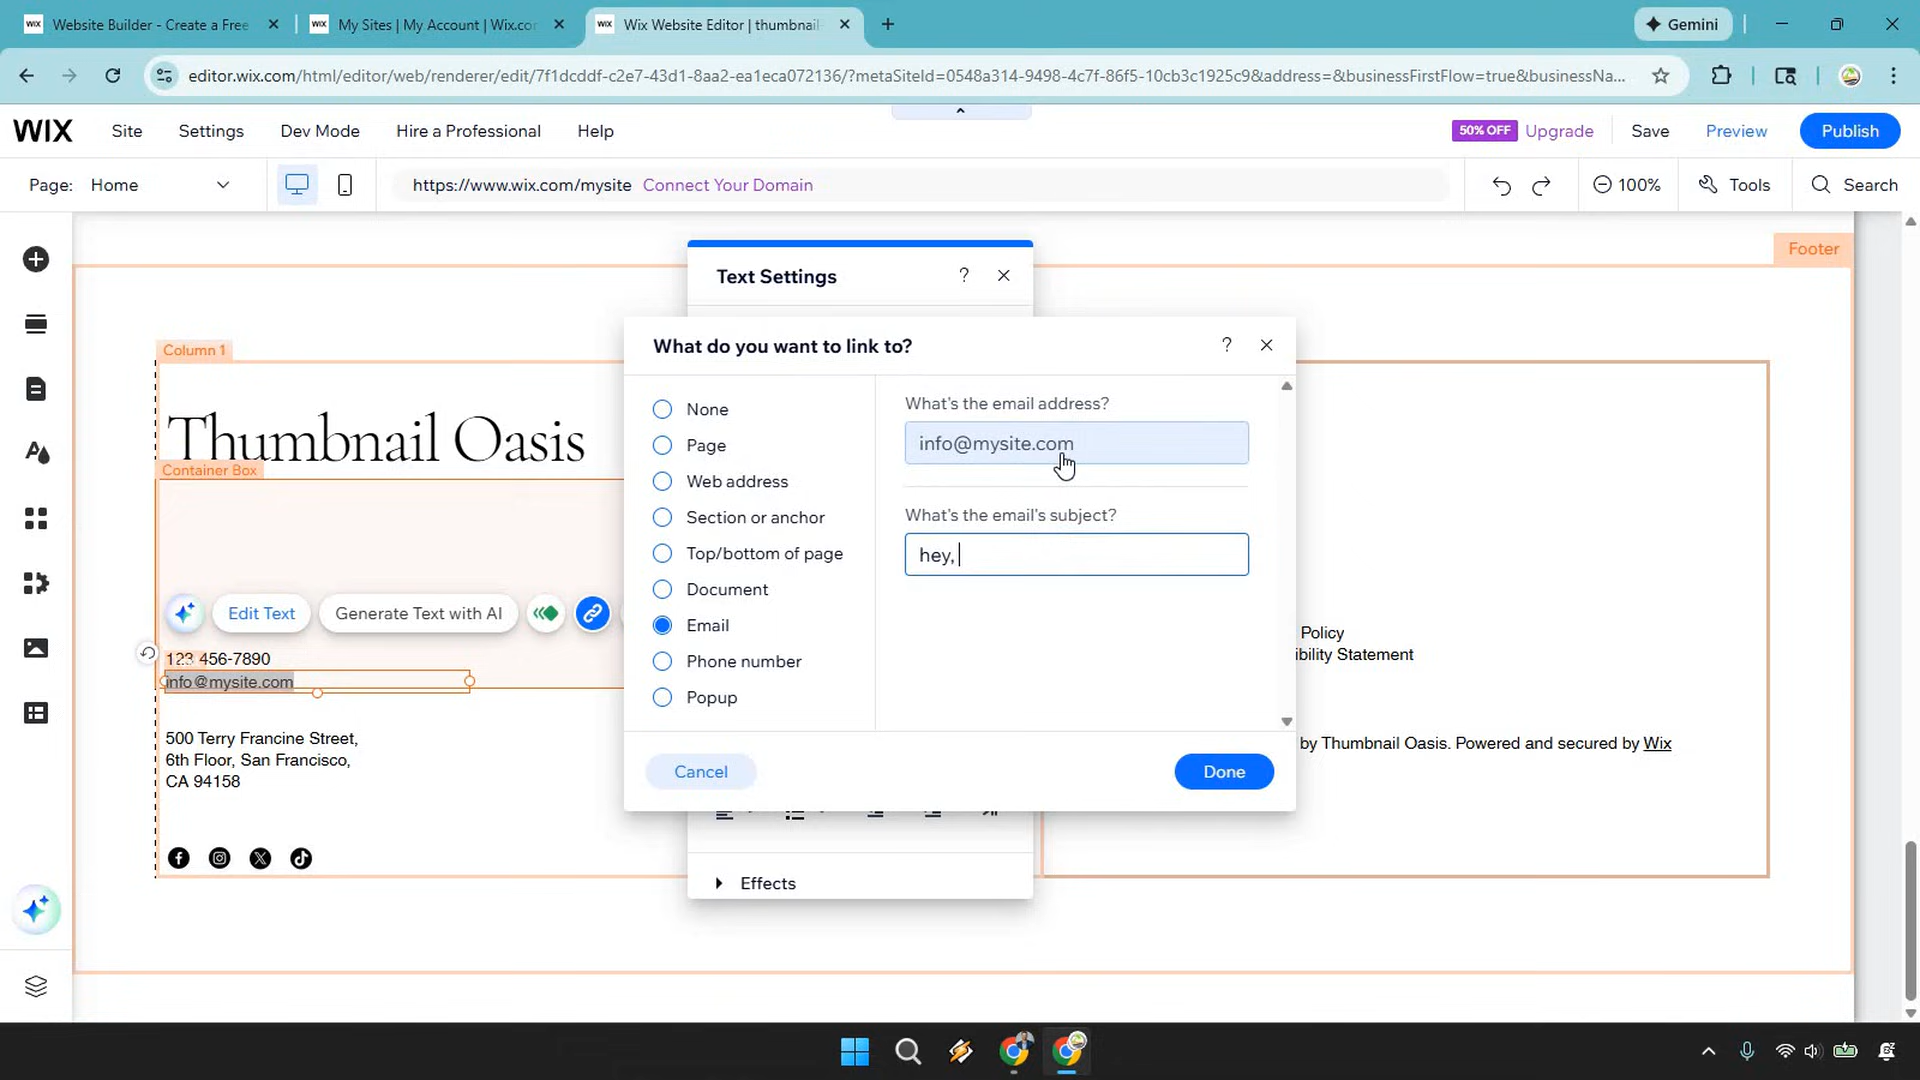 WIX Website Builder - Create a Free
WIX My Sites | My Account | Wix.co
WIX Wix Website Editor | thumbnail
Gemini
editor.wix.com/html/editor/web/renderer/edit/7f1dcddf-c2e7-43d1-8aa2-ea1eca072136/?metaSiteId=0548a314-9498-4c7f-86f5-10cb3c1925c9&address=&businessFirstFlow=true&businessNa...
WIX Site Settings Dev Mode Hire a Professional Help 50% OFF Upgrade Save Preview Publish
Page: Home https://www.wix.com/mysite Connect Your Domain 100% Tools Search
Footer
Text Settings ?
Column 1
What do you want to link to? ?
Thumbnail Oasis
Container Box
None
Page
Web address
Section or anchor
Top/bottom of page
Document
Email
Phone number
Popup
What's the email address?
info@mysite.com
What's the email's subject?
hey,
Cancel
Done
Edit Text
Generate Text with AI
123 456-7890
info@mysite.com
500 Terry Francine Street,
6th Floor, San Francisco,
CA 94158
Policy
ibility Statement
by Thumbnail Oasis. Powered and secured by Wix
Effects